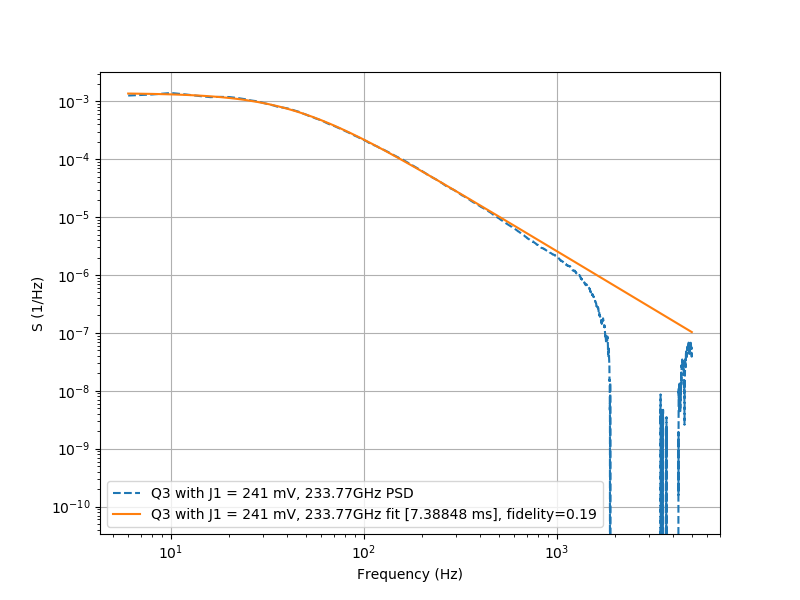 10⁻³
10⁻⁴
10⁻⁵
10⁻⁶
10⁻⁷
10⁻⁸
10⁻⁹
10⁻¹⁰
S (1/Hz)
Q3 with J1 = 241 mV, 233.77GHz PSD
Q3 with J1 = 241 mV, 233.77GHz fit [7.38848 ms], fidelity=0.19
10¹ 10² 10³
Frequency (Hz)